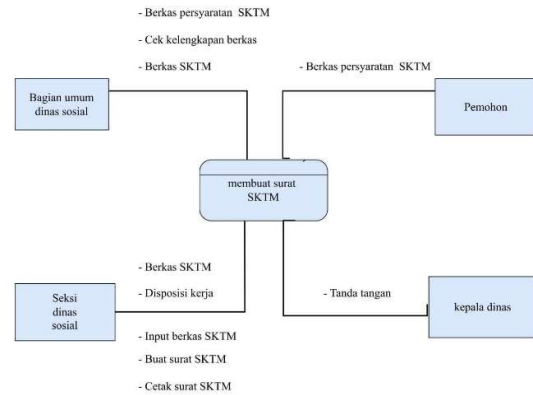 - Berkas persyaratan SKTM
- Cek kelengkapan berkas
- Berkas SKTM
- Berkas persyaratan SKTM
Bagian umum
dinas sosial
Pemohon
membuat surat
SKTM
- Berkas SKTM
- Disposisi kerja
- Tanda tangan
Seksi
dinas
sosial
kepala dinas
- Input berkas SKTM
- Buat surat SKTM
- Cetak surat SKTM